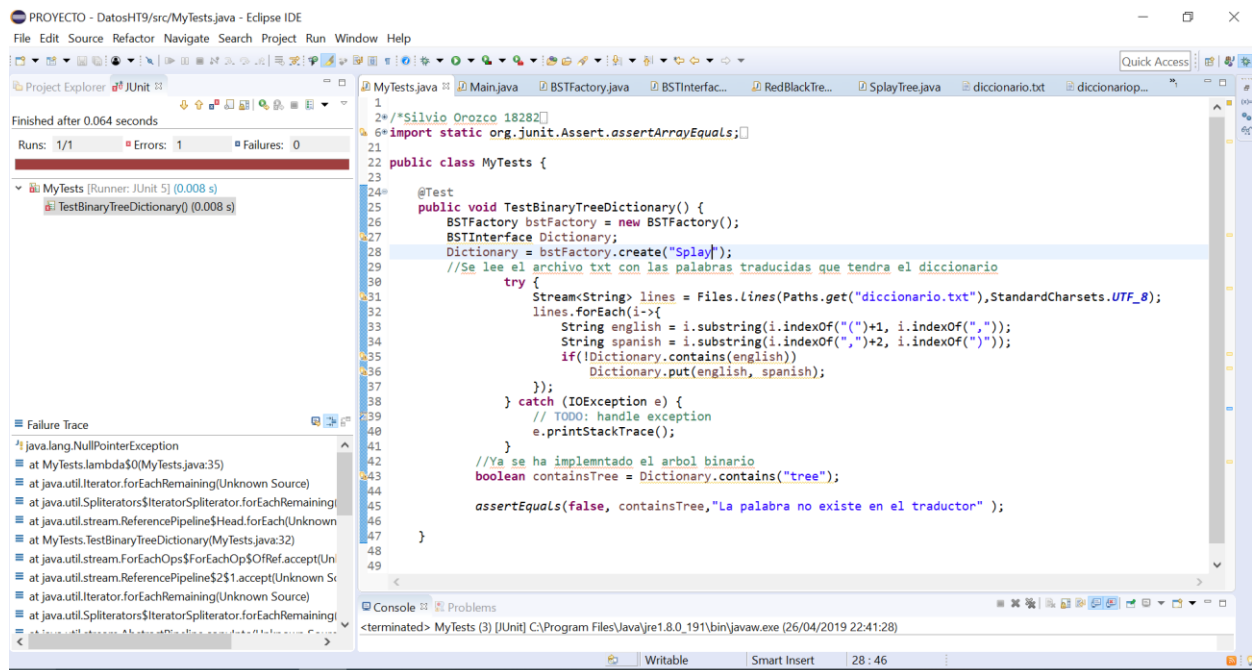 PROYECTO - DatosHT9/src/MyTests.java - Eclipse IDE
File Edit Source Refactor Navigate Search Project Run Window Help
Quick Access
Project Explorer JUnit
Finished after 0.064 seconds
Runs: 1/1 Errors: 1 Failures: 0
MyTests [Runner: JUnit 5] (0.008 s)
TestBinaryTreeDictionary() (0.008 s)
Failure Trace
java.lang.NullPointerException
at MyTests.lambda$0(MyTests.java:35)
at java.util.Iterator.forEachRemaining(Unknown Source)
at java.util.Spliterators$IteratorSpliterator.forEachRemaining(
at java.util.stream.ReferencePipeline$Head.forEach(Unknown
at MyTests.TestBinaryTreeDictionary(MyTests.java:32)
at java.util.stream.ForEachOps$ForEachOp$OfRef.accept(Unl
at java.util.stream.ReferencePipeline$2$1.accept(Unknown So
at java.util.Iterator.forEachRemaining(Unknown Source)
at java.util.Spliterators$IteratorSpliterator.forEachRemaining(
MyTests.java Main.java BSTFactory.java BSTInterfac... RedBlackTre... SplayTree.java diccionario.txt diccionariop...
1
2 /*Silvio Orozco 18282
6 import static org.junit.Assert.assertArrayEquals;
21
22 public class MyTests {
23
24 @Test
25 public void TestBinaryTreeDictionary() {
26 BSTFactory bstFactory = new BSTFactory();
27 BSTInterface Dictionary;
28 Dictionary = bstFactory.create("Splay");
29 //Se lee el archivo txt con las palabras traducidas que tendra el diccionario
30 try {
31 Stream<String> lines = Files.lines(Paths.get("diccionario.txt"),StandardCharsets.UTF_8);
32 lines.forEach(i->{
33 String english = i.substring(i.indexOf("(")+1, i.indexOf(","));
34 String spanish = i.substring(i.indexOf(",")+2, i.indexOf(")"));
35 if(!Dictionary.contains(english))
36 Dictionary.put(english, spanish);
37 });
38 } catch (IOException e) {
39 // TODO: handle exception
40 e.printStackTrace();
41 }
42 //Ya se ha implemntado el arbol binario
43 boolean containsTree = Dictionary.contains("tree");
44
45 assertEquals(false, containsTree,"La palabra no existe en el traductor" );
46
47 }
48
49
Console Problems
<terminated> MyTests (3) [JUnit] C:\Program Files\Java\jre1.8.0_191\bin\javaw.exe (26/04/2019 22:41:28)
Writable Smart Insert 28 : 46